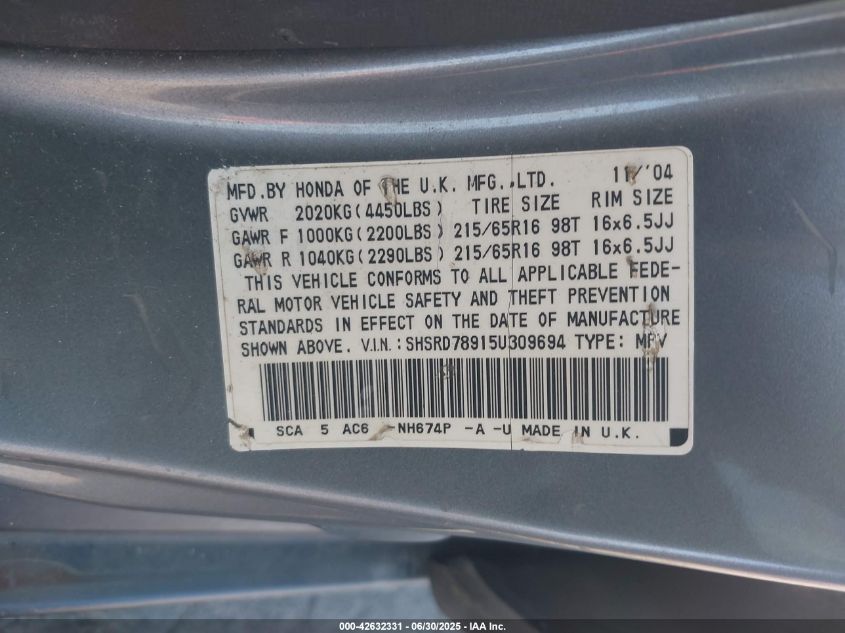 MFD.BY HONDA OF THE U.K. MFG.,LTD. 11/'04
GVWR 2020KG(4450LBS) TIRE SIZE RIM SIZE
GAWR F 1000KG(2200LBS) 215/65R16 98T 16x6.5JJ
GAWR R 1040KG(2290LBS) 215/65R16 98T 16x6.5JJ
THIS VEHICLE CONFORMS TO ALL APPLICABLE FEDE-
RAL MOTOR VEHICLE SAFETY AND THEFT PREVENTION
STANDARDS IN EFFECT ON THE DATE OF MANUFACTURE
SHOWN ABOVE. V.I.N.: SHSRD78915U309694 TYPE: MPV
SCA 5 AC6 -NH674P -A -U MADE IN U.K.
000-42632331 - 06/30/2025 - IAA Inc.